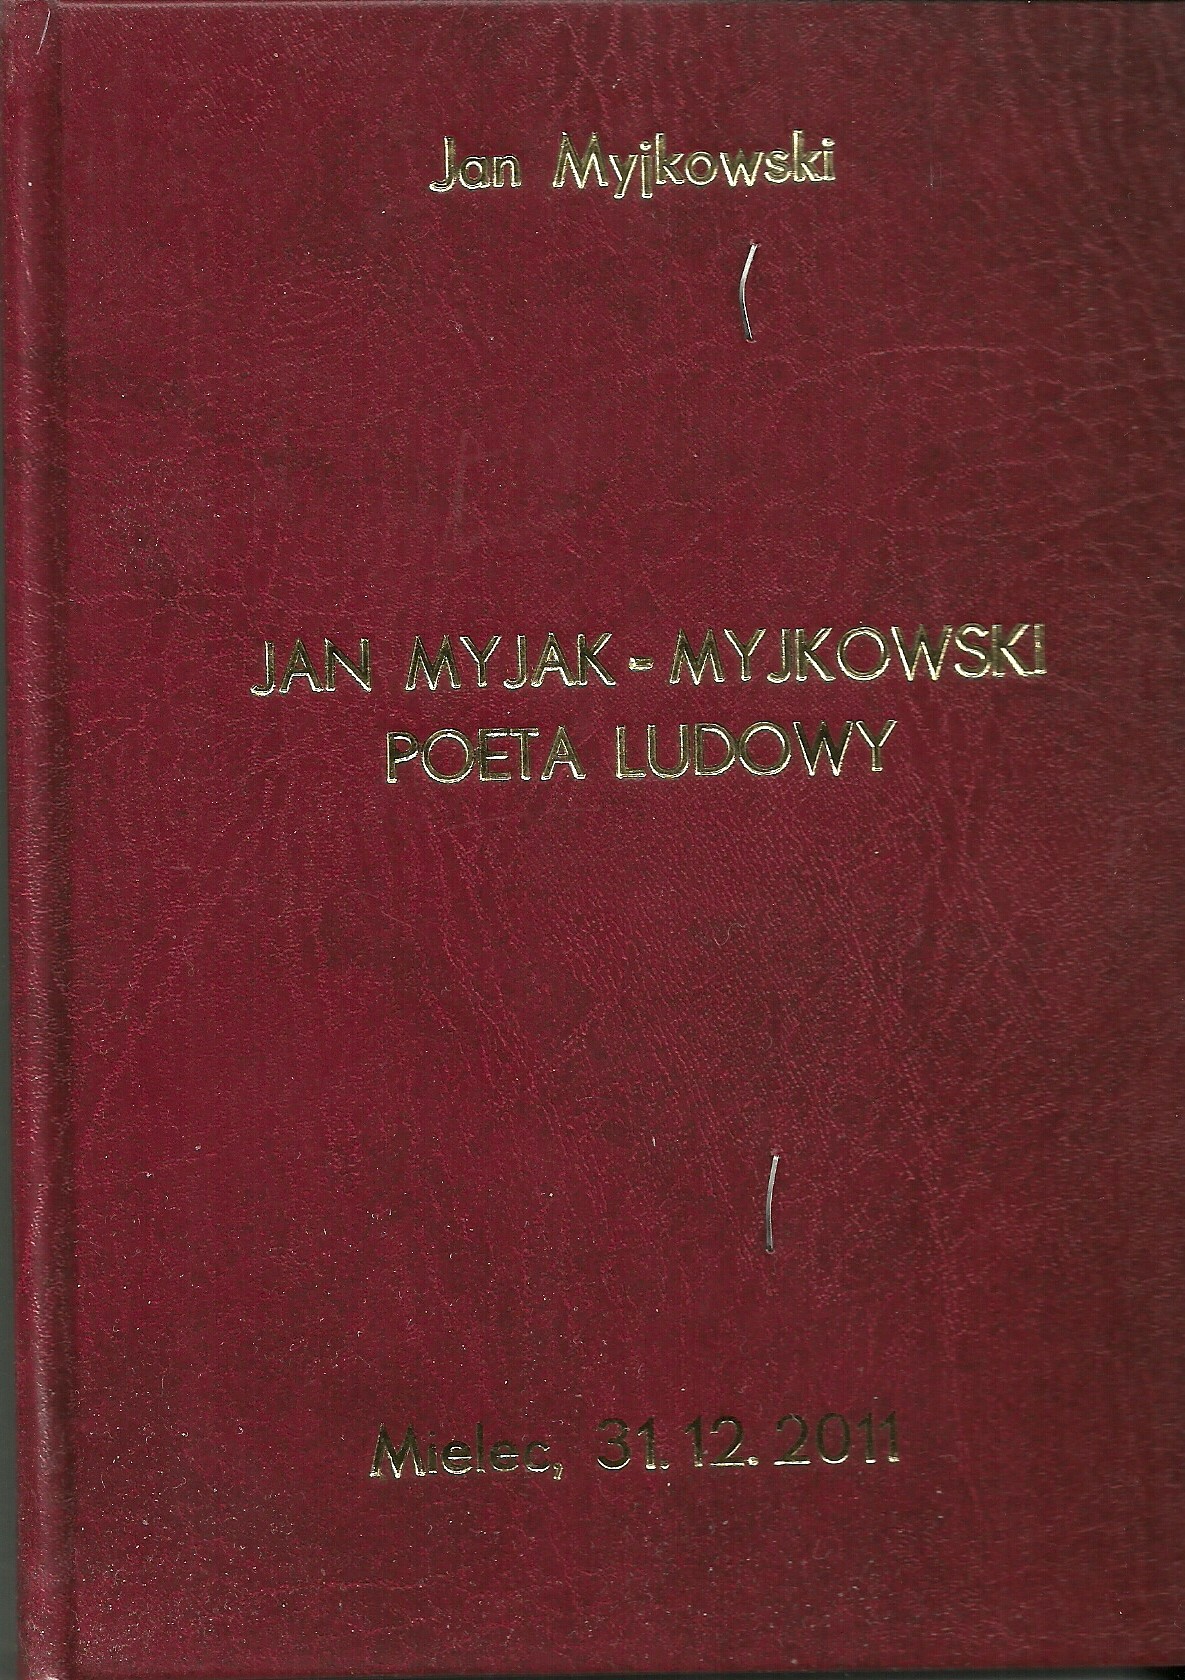 Jan Myjkowski
JAN MYJAK - MYJKOWSKI
POETA LUDOWY
Mielec, 31.12.2011